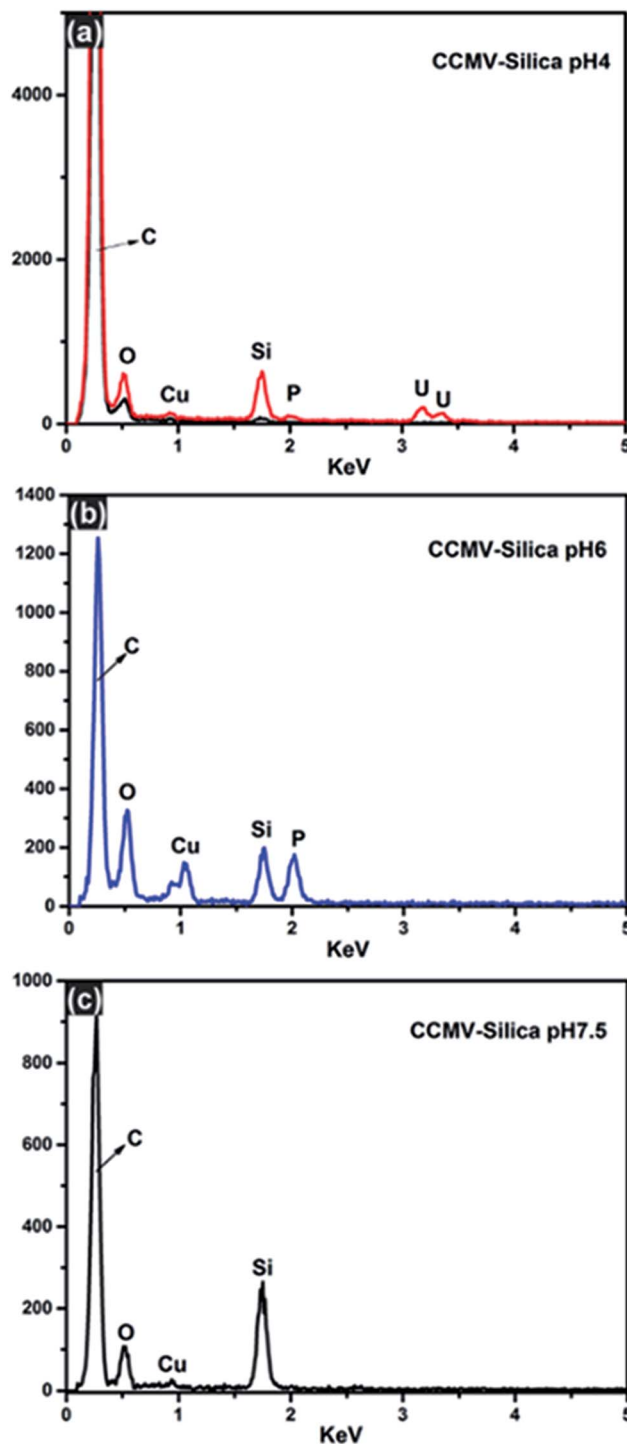 (a)
CCMV-Silica pH4
4000
C
2000
O
Si
Cu
P
U
U
0
0
1
2
3
4
5
KeV
1400
(b)
CCMV-Silica pH6
1200
C
1000
800
600
400
O
200
Cu
Si
P
0
0
1
2
3
4
5
KeV
1000
(c)
CCMV-Silica pH7.5
800
C
600
400
Si
200
O
Cu
0
0
1
2
3
4
5
KeV